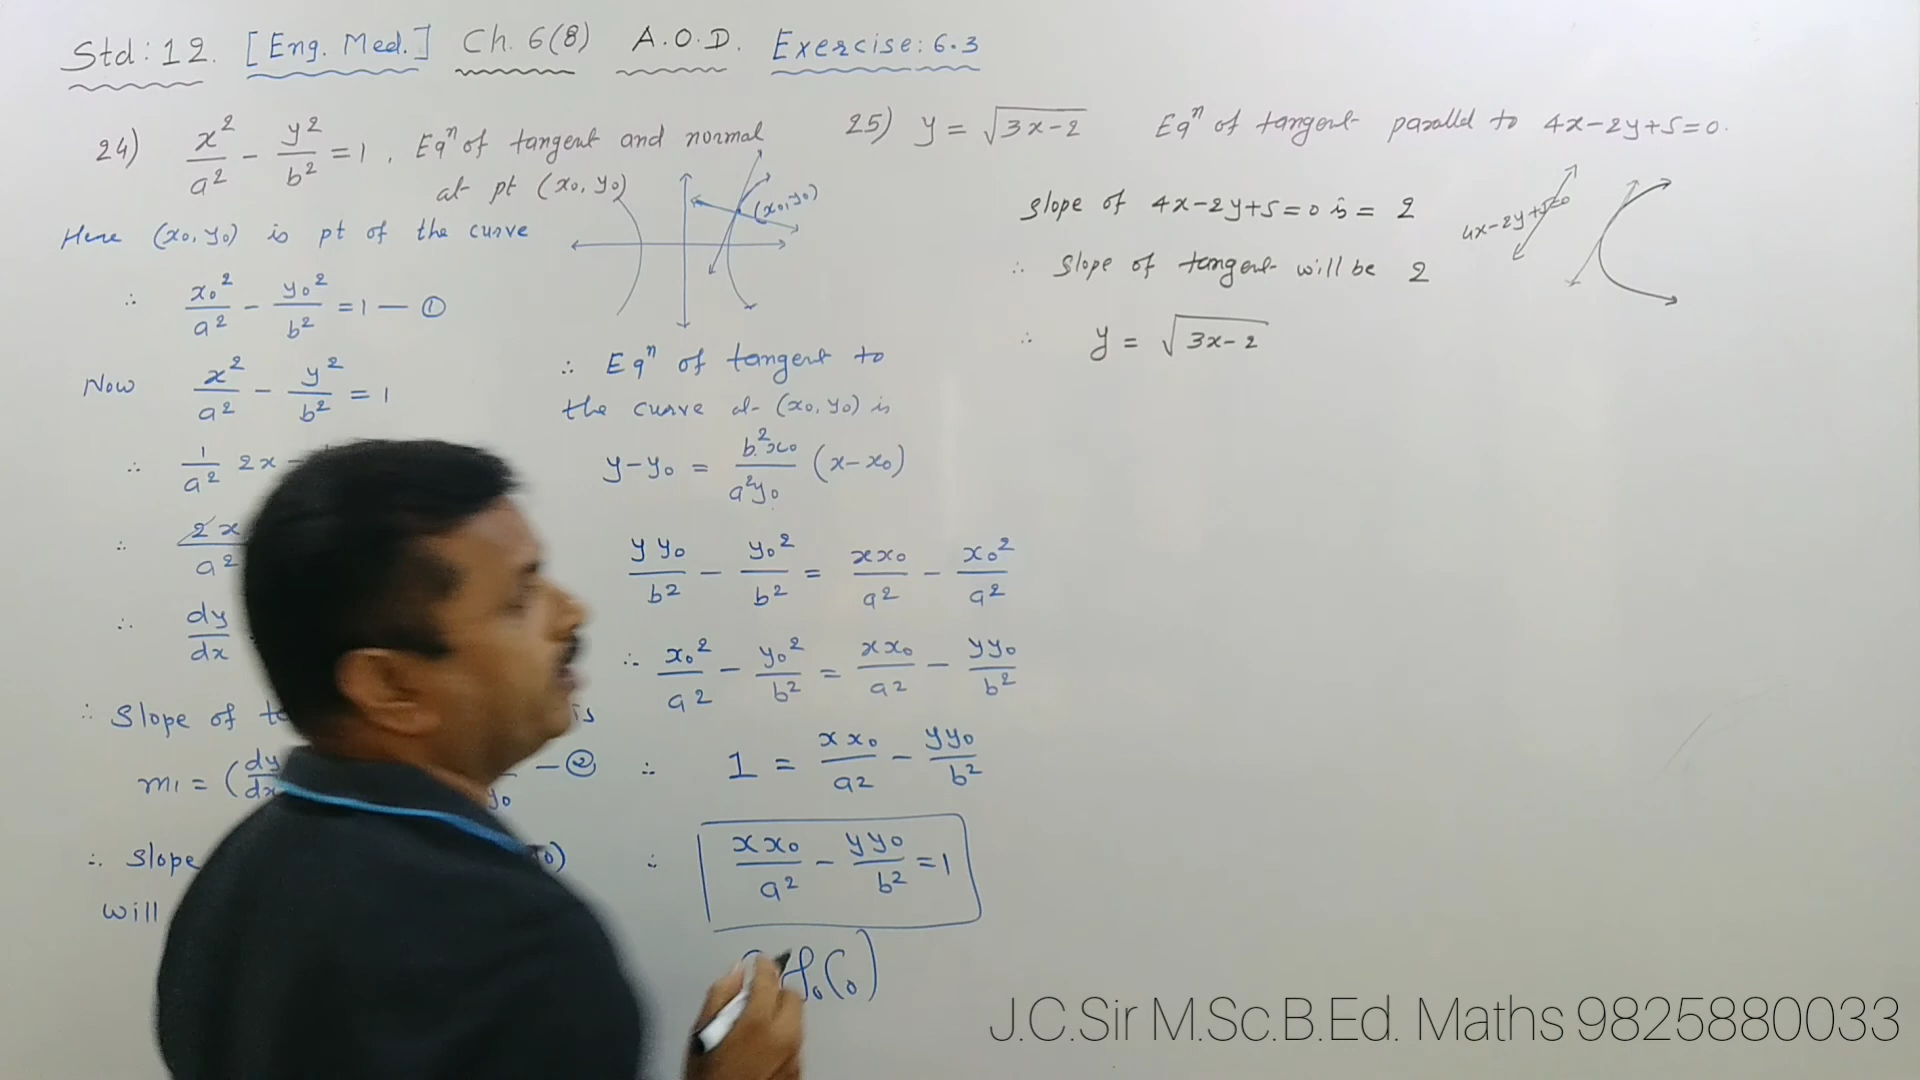 Std: 12. [Eng. Med.] Ch. 6(8) A.O.D. Exercise: 6.3
24) x²/a² - y²/b² = 1 , Eqⁿ of tangent and normal
at pt (x₀, y₀)
Here (x₀, y₀) is pt of the curve
∴ x₀²/a² - y₀²/b² = 1 — ①
Now x²/a² - y²/b² = 1
∴ 1/a² 2x -
∴ 2x/a²
∴ dy/dx
∴ Slope of is
m₁ = (dy/dx y₀ — ②
∴ Slope
will
(x₀, y₀)
∴ Eqⁿ of tangent to
the curve at (x₀, y₀) is
y-y₀ = b²x₀/a²y₀ (x-x₀)
yy₀/b² - y₀²/b² = xx₀/a² - x₀²/a²
∴ x₀²/a² - y₀²/b² = xx₀/a² - yy₀/b²
∴ 1 = xx₀/a² - yy₀/b²
∴ xx₀/a² - yy₀/b² = 1
25) y = √3x-2 Eqⁿ of tangent parallel to 4x-2y+5=0.
Slope of 4x-2y+5=0 is = 2
∴ Slope of tangent will be 2
∴ y = √3x-2
4x-2y+5=0
J.C.Sir M.Sc.B.Ed. Maths 9825880033